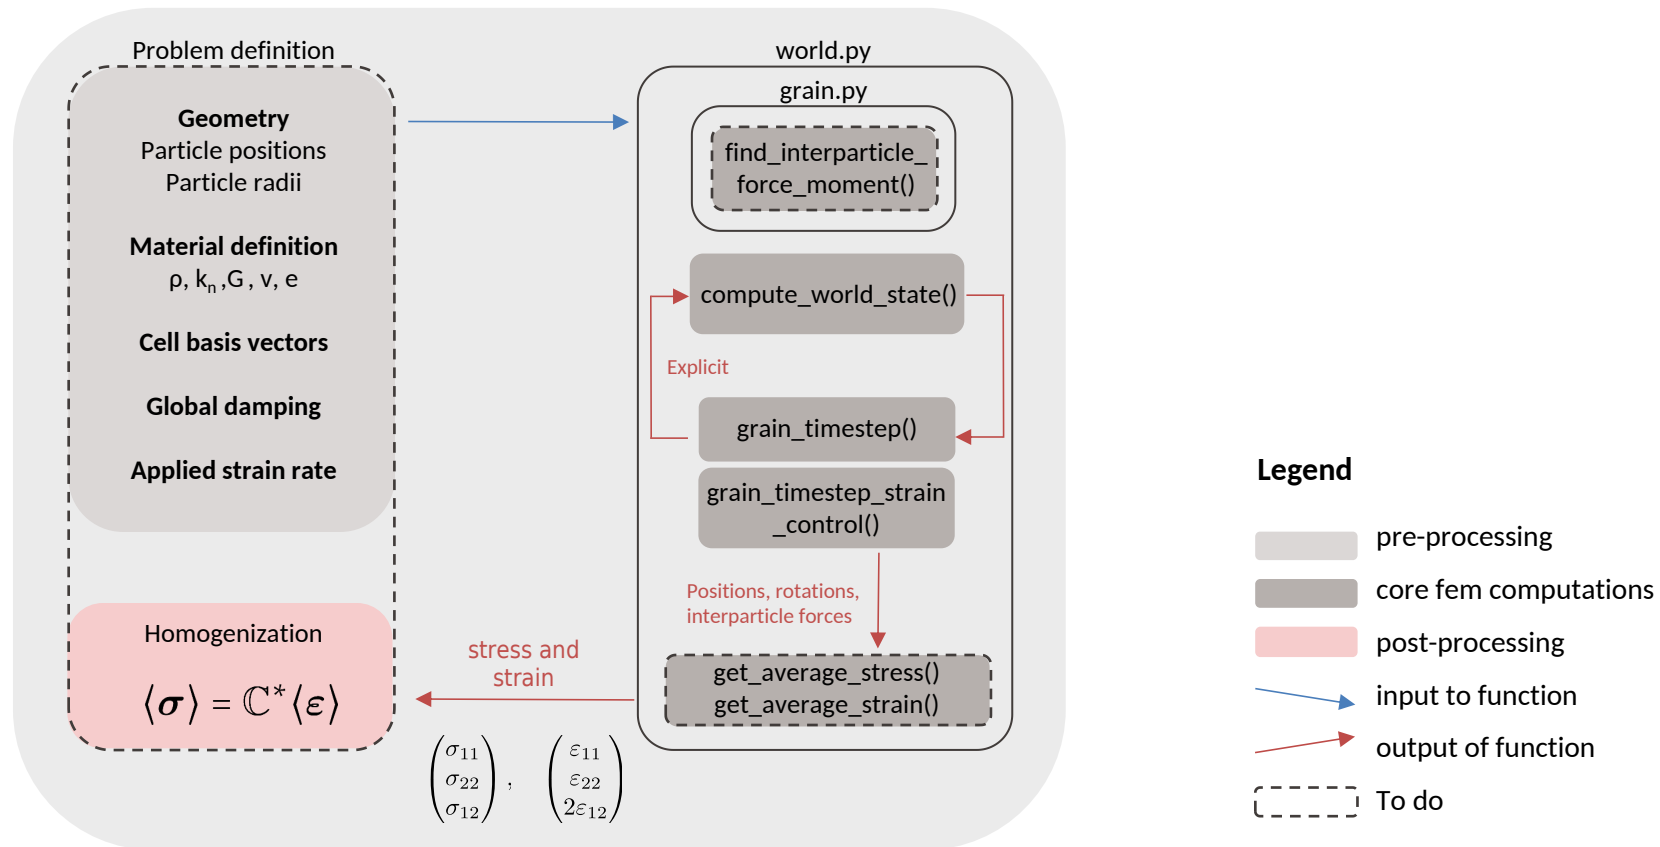 Problem definition
Geometry
Particle positions
Particle radii
Material definition
ρ, kn ,G , ν, e
Cell basis vectors
Global damping
Applied strain rate
Homogenization
⟨σ⟩ = ℂ*⟨ε⟩
world.py
grain.py
find_interparticle_
force_moment()
compute_world_state()
Explicit
grain_timestep()
grain_timestep_strain
_control()
Positions, rotations,
interparticle forces
get_average_stress()
get_average_strain()
stress and
strain
σ11 ε11
σ22 , ε22
σ12 2ε12
Legend
pre-processing
core fem computations
post-processing
input to function
output of function
To do